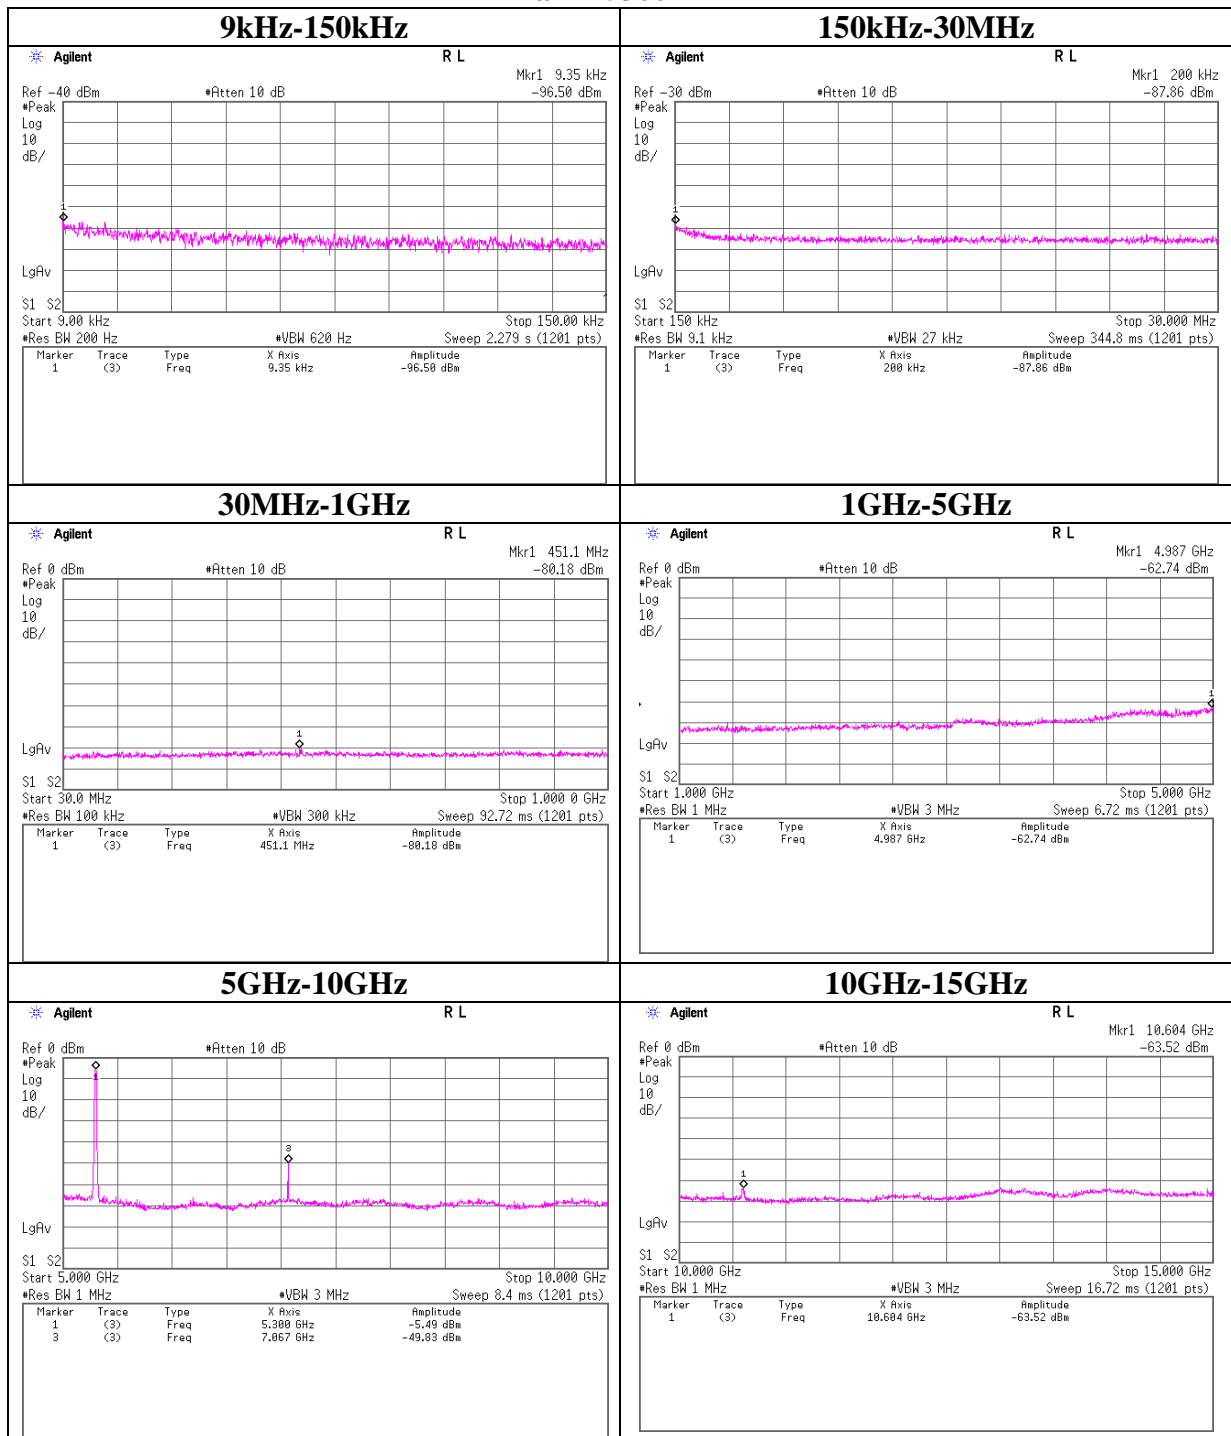 9kHz-150kHz
Agilent
R L
Mkr1 9.35 kHz
Ref -40 dBm
#Atten 10 dB
-96.50 dBm
#Peak
Log
10
dB/
1
LgAv
S1 S2
Start 9.00 kHz
Stop 150.00 kHz
#Res BW 200 Hz
#VBW 620 Hz
Sweep 2.279 s (1201 pts)
Marker Trace Type X Axis Amplitude
1 (3) Freq 9.35 kHz -96.50 dBm
150kHz-30MHz
Agilent
R L
Mkr1 200 kHz
Ref -30 dBm
#Atten 10 dB
-87.86 dBm
#Peak
Log
10
dB/
1
LgAv
S1 S2
Start 150 kHz
Stop 30.000 MHz
#Res BW 9.1 kHz
#VBW 27 kHz
Sweep 344.8 ms (1201 pts)
Marker Trace Type X Axis Amplitude
1 (3) Freq 200 kHz -87.86 dBm
30MHz-1GHz
Agilent
R L
Mkr1 451.1 MHz
Ref 0 dBm
#Atten 10 dB
-80.18 dBm
#Peak
Log
10
dB/
1
LgAv
S1 S2
Start 30.0 MHz
Stop 1.000 0 GHz
#Res BW 100 kHz
#VBW 300 kHz
Sweep 92.72 ms (1201 pts)
Marker Trace Type X Axis Amplitude
1 (3) Freq 451.1 MHz -80.18 dBm
1GHz-5GHz
Agilent
R L
Mkr1 4.987 GHz
Ref 0 dBm
#Atten 10 dB
-62.74 dBm
#Peak
Log
10
dB/
1
LgAv
S1 S2
Start 1.000 GHz
Stop 5.000 GHz
#Res BW 1 MHz
#VBW 3 MHz
Sweep 6.72 ms (1201 pts)
Marker Trace Type X Axis Amplitude
1 (3) Freq 4.987 GHz -62.74 dBm
5GHz-10GHz
Agilent
R L
Ref 0 dBm
#Atten 10 dB
#Peak
Log
10
dB/
1
3
LgAv
S1 S2
Start 5.000 GHz
Stop 10.000 GHz
#Res BW 1 MHz
#VBW 3 MHz
Sweep 8.4 ms (1201 pts)
Marker Trace Type X Axis Amplitude
1 (3) Freq 5.300 GHz -5.49 dBm
3 (3) Freq 7.067 GHz -49.83 dBm
10GHz-15GHz
Agilent
R L
Mkr1 10.604 GHz
Ref 0 dBm
#Atten 10 dB
-63.52 dBm
#Peak
Log
10
dB/
1
LgAv
S1 S2
Start 10.000 GHz
Stop 15.000 GHz
#Res BW 1 MHz
#VBW 3 MHz
Sweep 16.72 ms (1201 pts)
Marker Trace Type X Axis Amplitude
1 (3) Freq 10.604 GHz -63.52 dBm